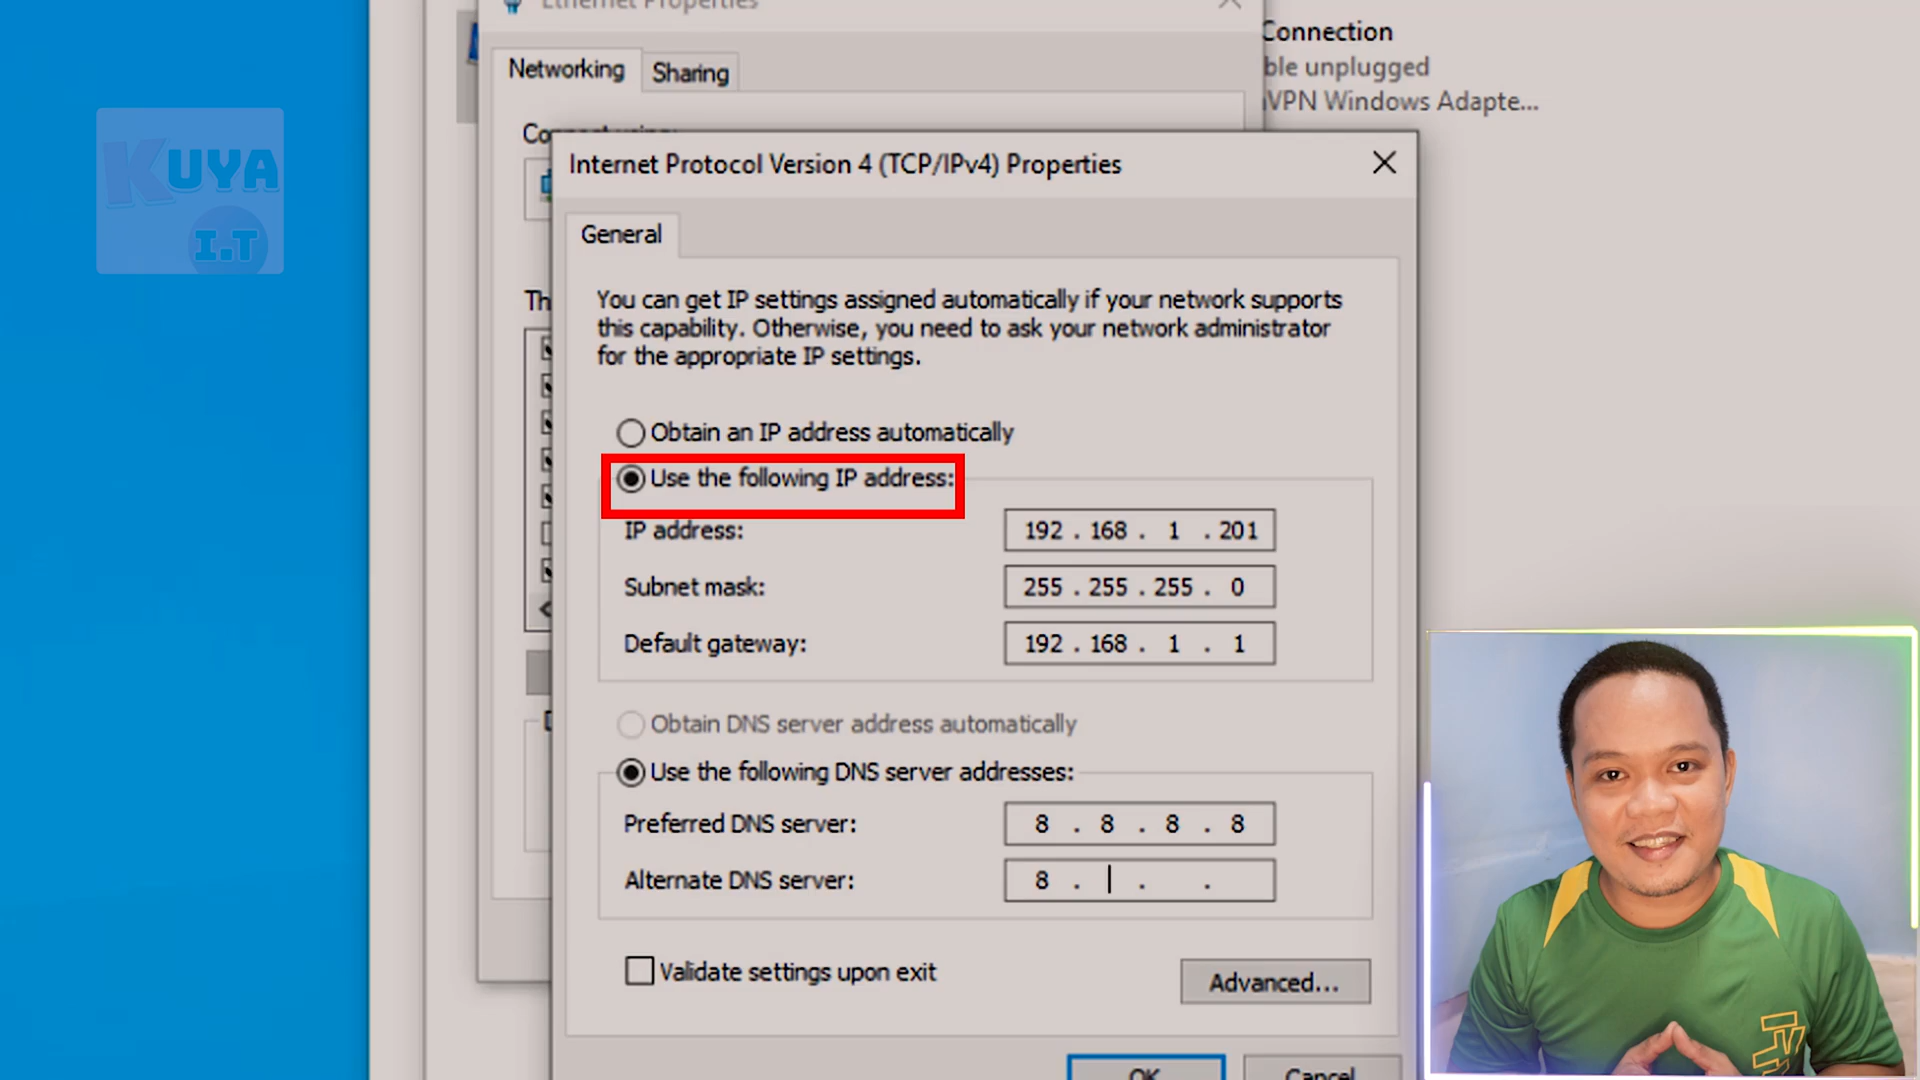 Ethernet Properties
Connection
ble unplugged
VPN Windows Adapte...
Networking
Sharing
KUYA
I.T
Internet Protocol Version 4 (TCP/IPv4) Properties
General
You can get IP settings assigned automatically if your network supports
this capability. Otherwise, you need to ask your network administrator
for the appropriate IP settings.
Th
Obtain an IP address automatically
Use the following IP address:
IP address: 192 . 168 . 1 . 201
Subnet mask: 255 . 255 . 255 . 0
Default gateway: 192 . 168 . 1 . 1
Obtain DNS server address automatically
Use the following DNS server addresses:
Preferred DNS server: 8 . 8 . 8 . 8
Alternate DNS server: 8 . . .
Validate settings upon exit
Advanced...
OK
Cancel